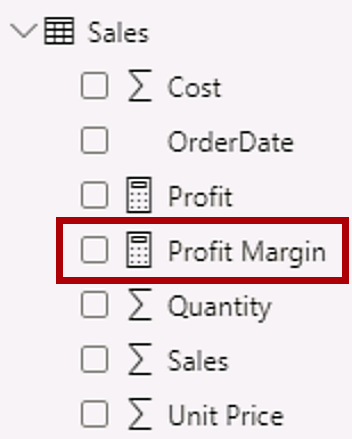 Sales
Cost
OrderDate
Profit
Profit Margin
Quantity
Sales
Unit Price